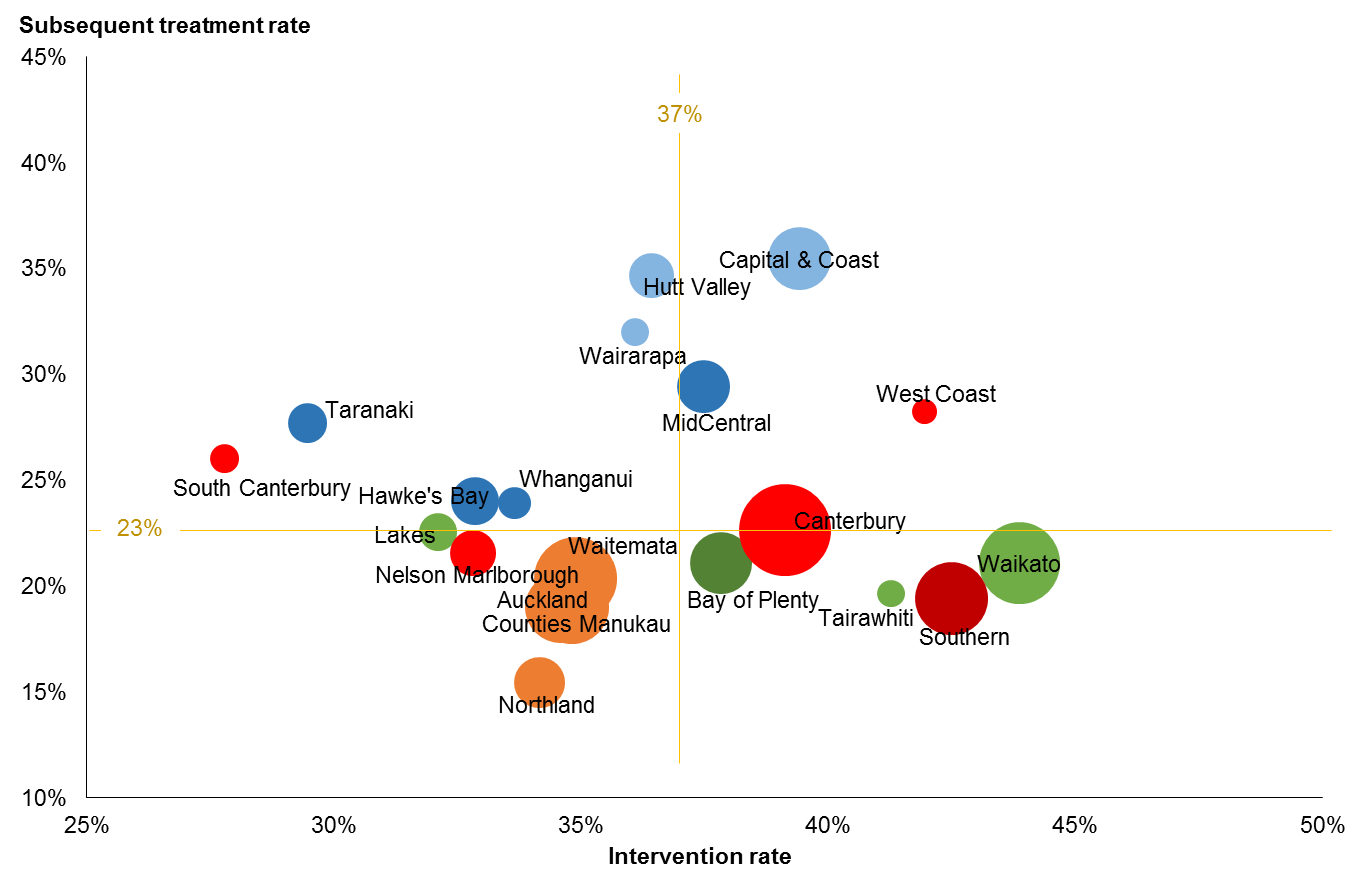 Subsequent treatment rate
45%
37%
40%
35%
Capital & Coast
Hutt Valley
Wairarapa
30%
West Coast
Taranaki
MidCentral
25%
Whanganui
South Canterbury
Hawke's Bay
23%
Canterbury
Lakes
Waitemata
Waikato
Nelson Marlborough
20%
Auckland
Bay of Plenty
Tairawhiti
Counties Manukau
Southern
15%
Northland
10%
25%
30%
35%
40%
45%
50%
Intervention rate